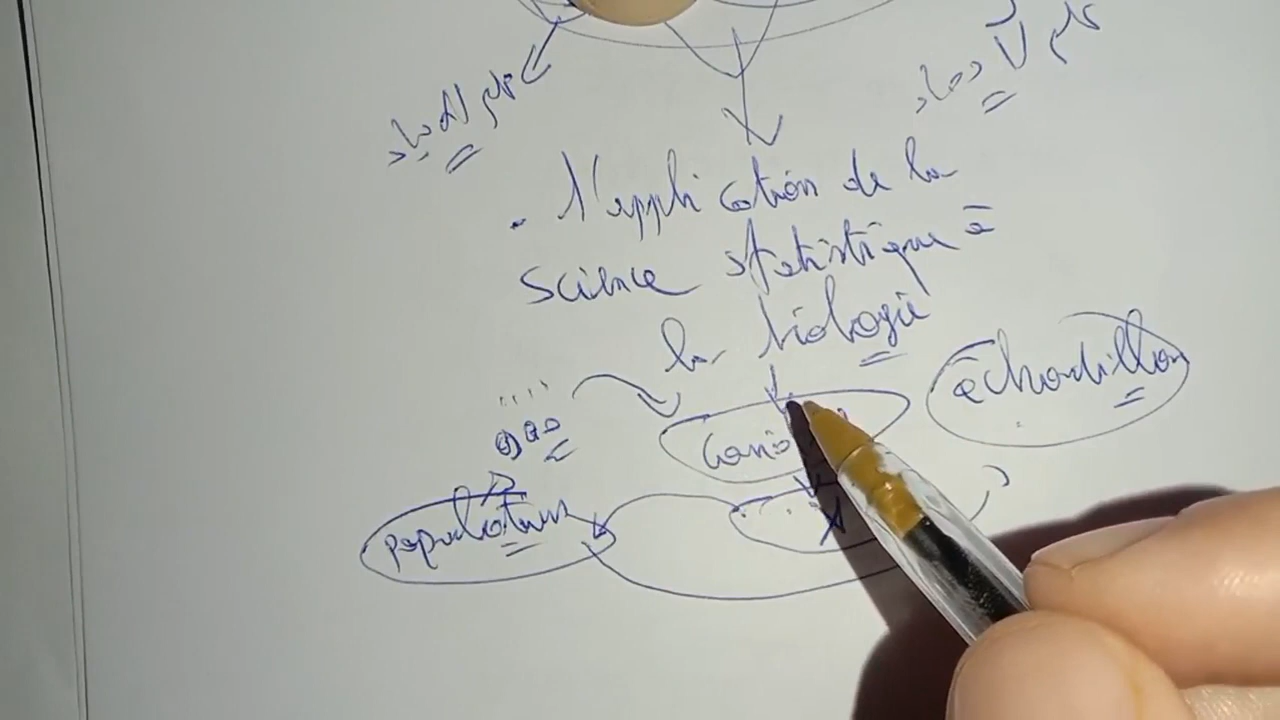 علم الأحياء
علم الإحصاء
. l'application de la
science statistique à
la biologie
échantillon
population